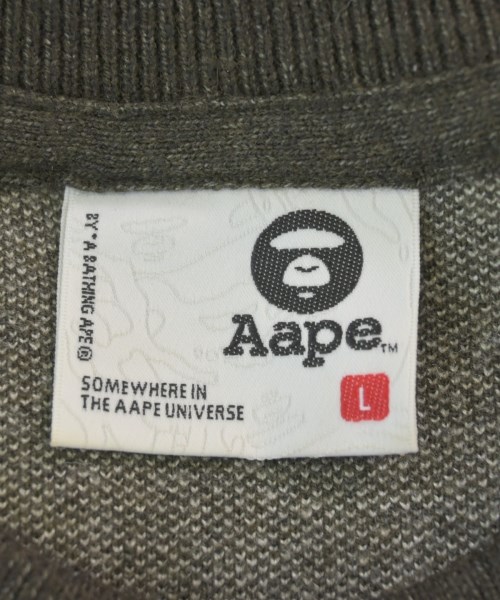 BY * A BATHING APE®
Aape™
SOMEWHERE IN
THE AAPE UNIVERSE
L